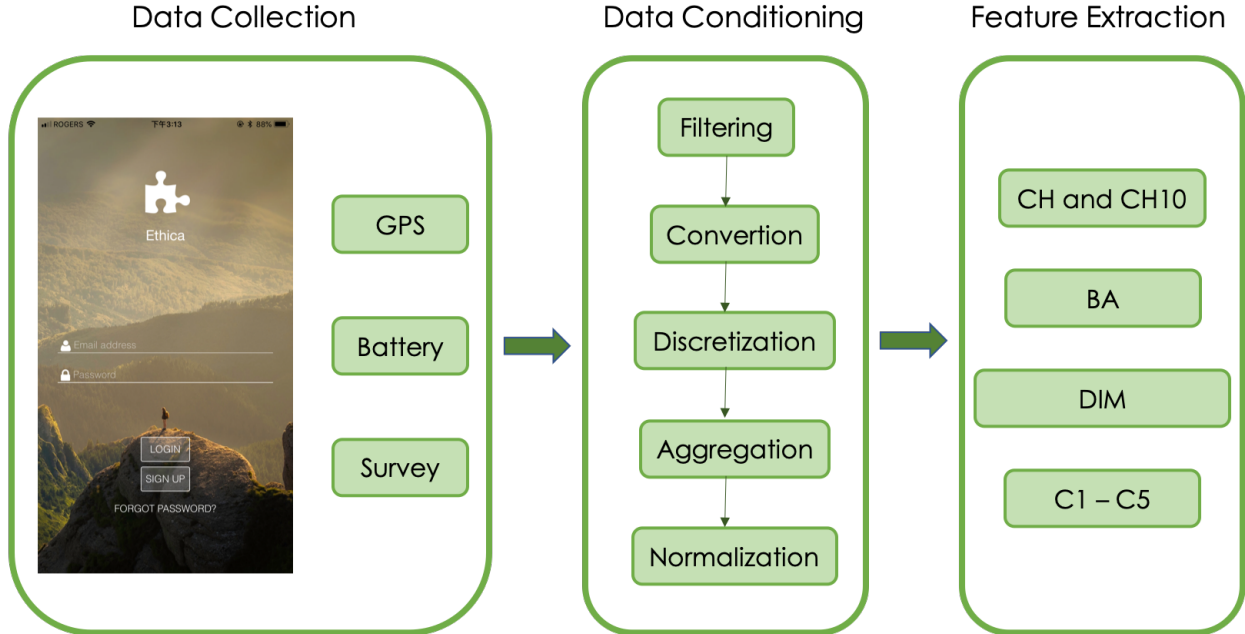 Data Collection
Data Conditioning
Feature Extraction
ROGERS
下午3:13
88%
Ethica
Email address
Password
LOGIN
SIGN UP
FORGOT PASSWORD?
GPS
Battery
Survey
Filtering
Convertion
Discretization
Aggregation
Normalization
CH and CH10
BA
DIM
C1 – C5